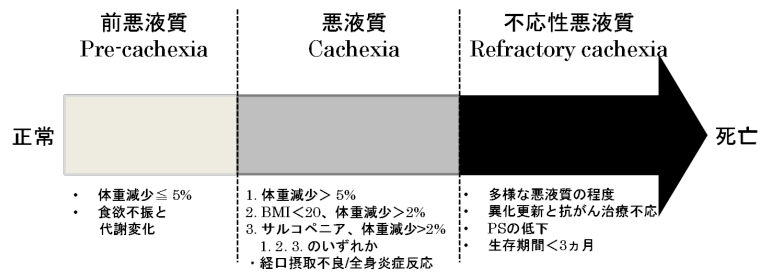 前悪液質
Pre-cachexia
悪液質
Cachexia
不応性悪液質
Refractory cachexia
正常
死亡
・ 体重減少≦5%
・ 食欲不振と
代謝変化
1. 体重減少> 5%
2. BMI<20、体重減少>2%
3. サルコペニア、体重減少>2%
1. 2. 3. のいずれか
・経口摂取不良/全身炎症反応
・ 多様な悪液質の程度
・ 異化更新と抗がん治療不応
・ PSの低下
・ 生存期間<3ヵ月